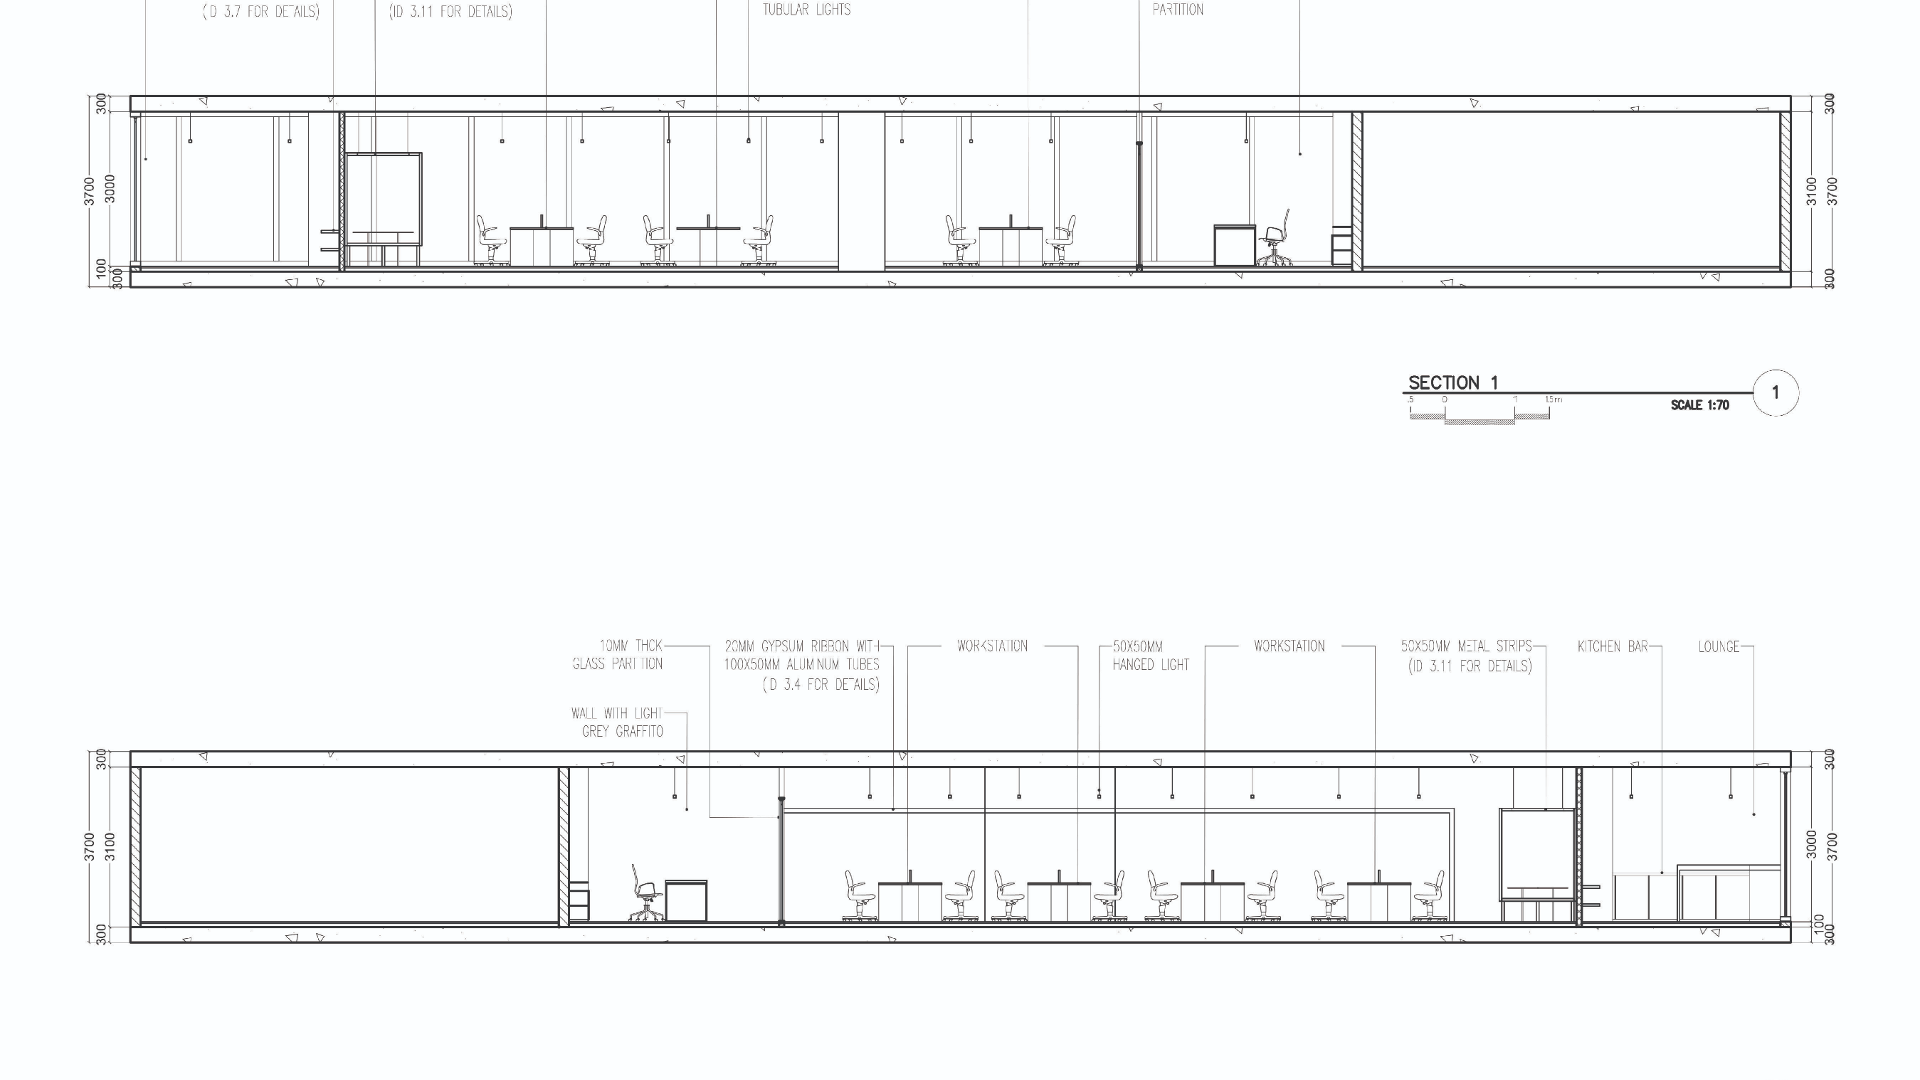 (ID 3.7 FOR DETAILS)
(ID 3.11 FOR DETAILS)
TUBULAR LIGHTS
PARTITION
300
3700
3000
100
300
300
3100
3700
300
SECTION 1
1
.5 0 1 1.5m
SCALE 1:70
10MM THICK
GLASS PARTITION
20MM GYPSUM RIBBON WITH
100X50MM ALUMINUM TUBES
(ID 3.4 FOR DETAILS)
WORKSTATION
50X50MM
HANGED LIGHT
WORKSTATION
50X50MM METAL STRIPS
(ID 3.11 FOR DETAILS)
KITCHEN BAR
LOUNGE
WALL WITH LIGHT
GREY GRAFFITO
300
3700
3100
300
300
3000
3700
100
300